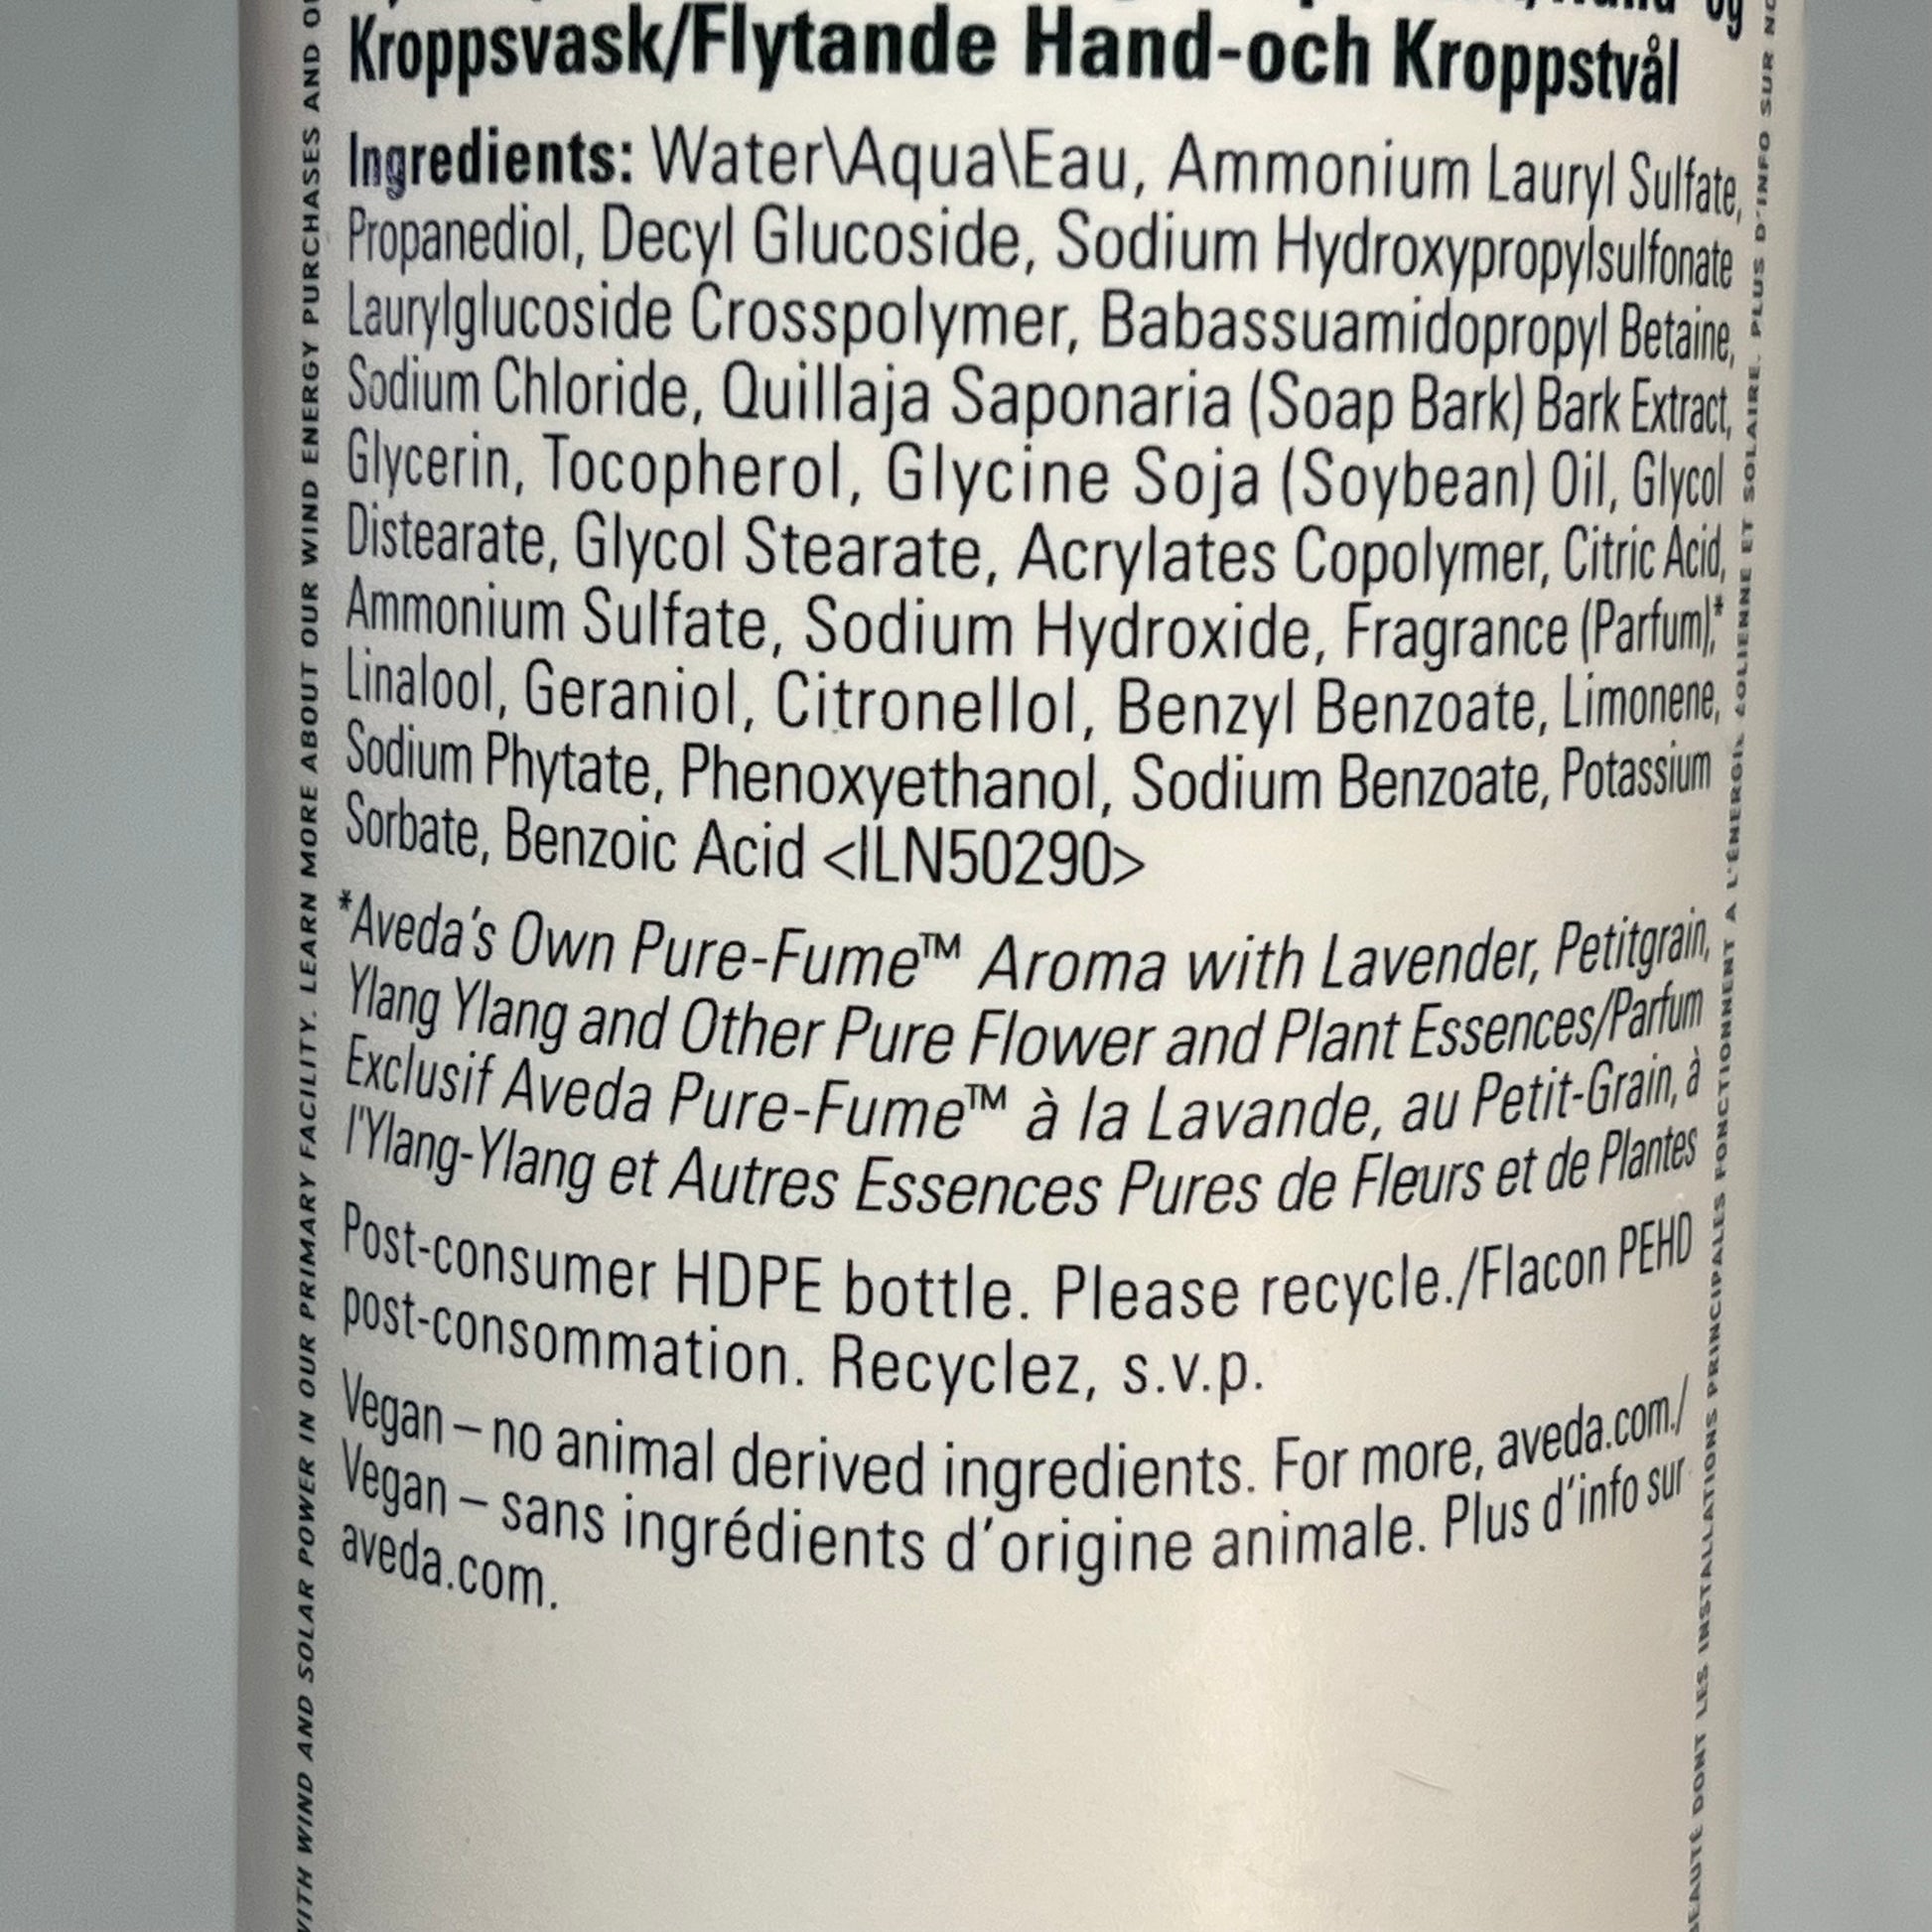 og
Kroppsvask/Flytande Hand-och Kroppstvål
Ingredients: Water\Aqua\Eau, Ammonium Lauryl Sulfate,
Propanediol, Decyl Glucoside, Sodium Hydroxypropylsulfonate
Laurylglucoside Crosspolymer, Babassuamidopropyl Betaine,
Sodium Chloride, Quillaja Saponaria (Soap Bark) Bark Extract,
Glycerin, Tocopherol, Glycine Soja (Soybean) Oil, Glycol
Distearate, Glycol Stearate, Acrylates Copolymer, Citric Acid,
Ammonium Sulfate, Sodium Hydroxide, Fragrance (Parfum),*
Linalool, Geraniol, Citronellol, Benzyl Benzoate, Limonene,
Sodium Phytate, Phenoxyethanol, Sodium Benzoate, Potassium
Sorbate, Benzoic Acid <ILN50290>
*Aveda's Own Pure-Fume™ Aroma with Lavender, Petitgrain,
Ylang Ylang and Other Pure Flower and Plant Essences/Parfum
Exclusif Aveda Pure-Fume™ à la Lavande, au Petit-Grain, à
l'Ylang-Ylang et Autres Essences Pures de Fleurs et de Plantes
Post-consumer HDPE bottle. Please recycle./Flacon PEHD
post-consommation. Recyclez, s.v.p.
Vegan – no animal derived ingredients. For more, aveda.com./
Vegan – sans ingrédients d'origine animale. Plus d'info sur
aveda.com.
WITH WIND AND SOLAR POWER IN OUR PRIMARY FACILITY. LEARN MORE ABOUT OUR WIND ENERGY PURCHASES AND
BEAUTÉ DONT LES INSTALLATIONS PRINCIPALES FONCTIONNENT À L'ÉNERGIE ÉOLIENNE ET SOLAIRE. PLUS D'INFO SUR